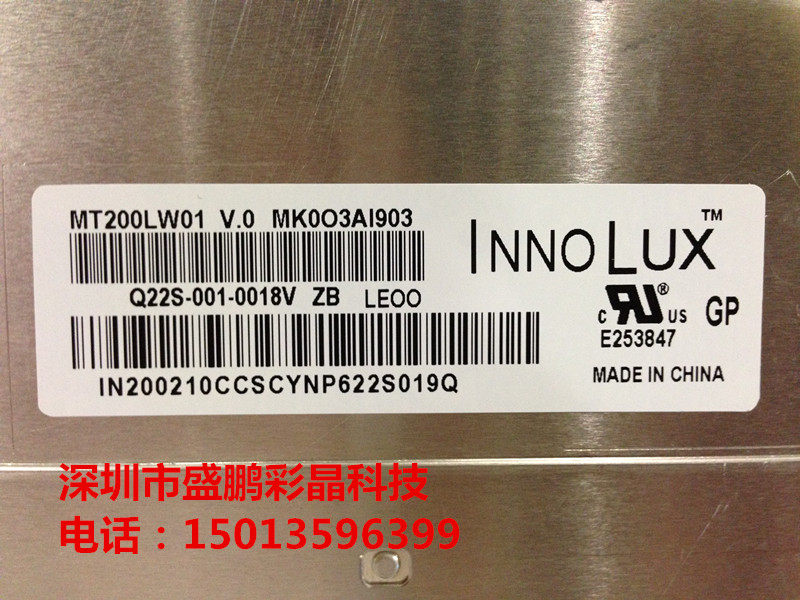 MT200LW01 V.0 MK0O3AI903
INNOLUX™
Q22S-001-0018V ZB LEOO
C RU® US GP
E253847
IN200210CCSCYNP622S019Q
MADE IN CHINA
深圳市盛鹏彩晶科技
电话：15013596399